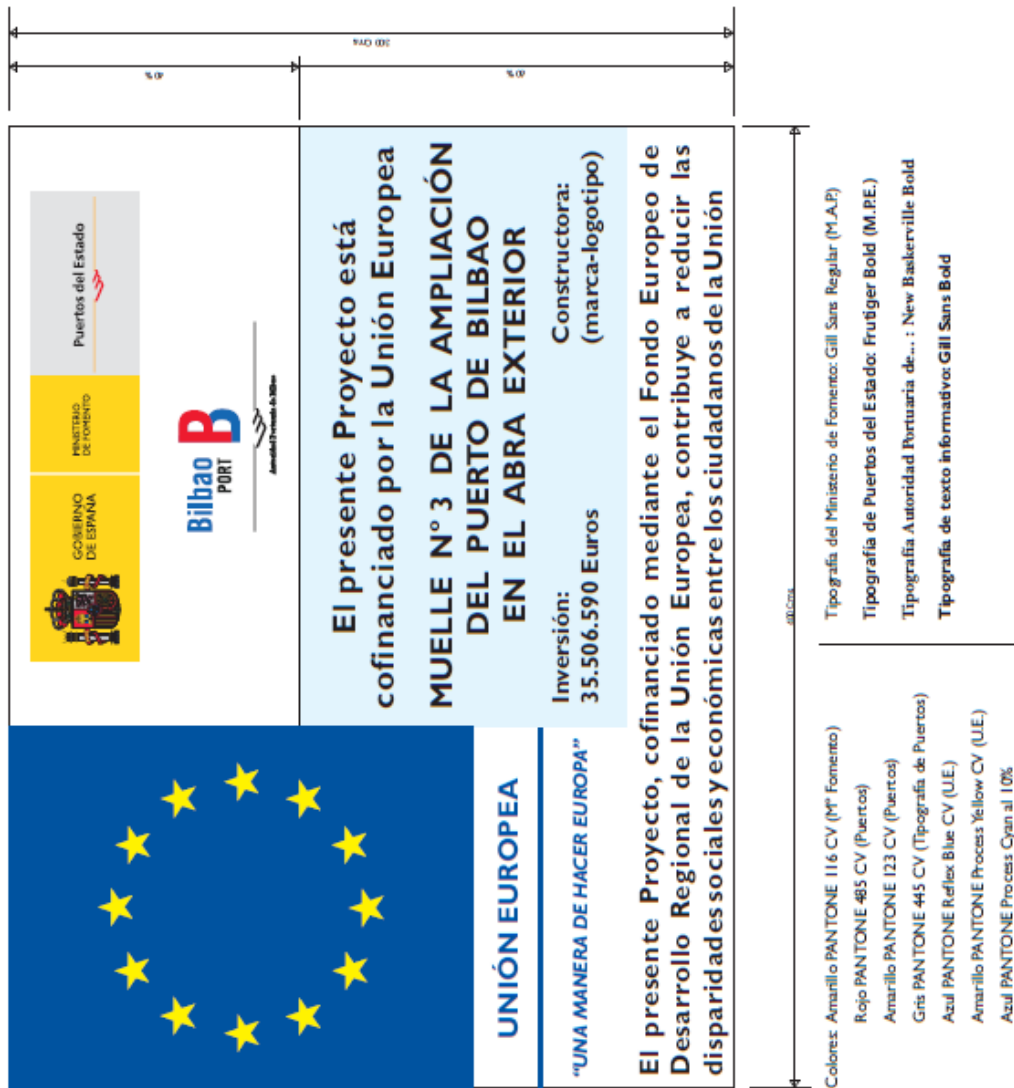 GOBIERNO
DE ESPAÑA
MINISTERIO
DE FOMENTO
Puertos del Estado
Bilbao
PORT
UNIÓN EUROPEA
"UNA MANERA DE HACER EUROPA"
El presente Proyecto está
cofinanciado por la Unión Europea
MUELLE Nº 3 DE LA AMPLIACIÓN
DEL PUERTO DE BILBAO
EN EL ABRA EXTERIOR
Inversión:
35.506.590 Euros
Constructora:
(marca-logotipo)
El presente Proyecto, cofinanciado mediante el Fondo Europeo de
Desarrollo Regional de la Unión Europea, contribuye a reducir las
disparidades sociales y económicas entre los ciudadanos de la Unión
40 %
300 Cms
400 Cms
Colores: Amarillo PANTONE 116 CV (Mº Fomento)
Rojo PANTONE 485 CV (Puertos)
Amarillo PANTONE 123 CV (Puertos)
Gris PANTONE 445 CV (Tipografía de Puertos)
Azul PANTONE Reflex Blue CV (U.E.)
Amarillo PANTONE Process Yellow CV (U.E.)
Azul PANTONE Process Cyan al 10%
Tipografía del Ministerio de Fomento: Gill Sans Regular (M.A.P.)
Tipografía de Puertos del Estado: Frutiger Bold (M.P.E.)
Tipografía Autoridad Portuaria de... : New Baskerville Bold
Tipografía de texto informativo: Gill Sans Bold